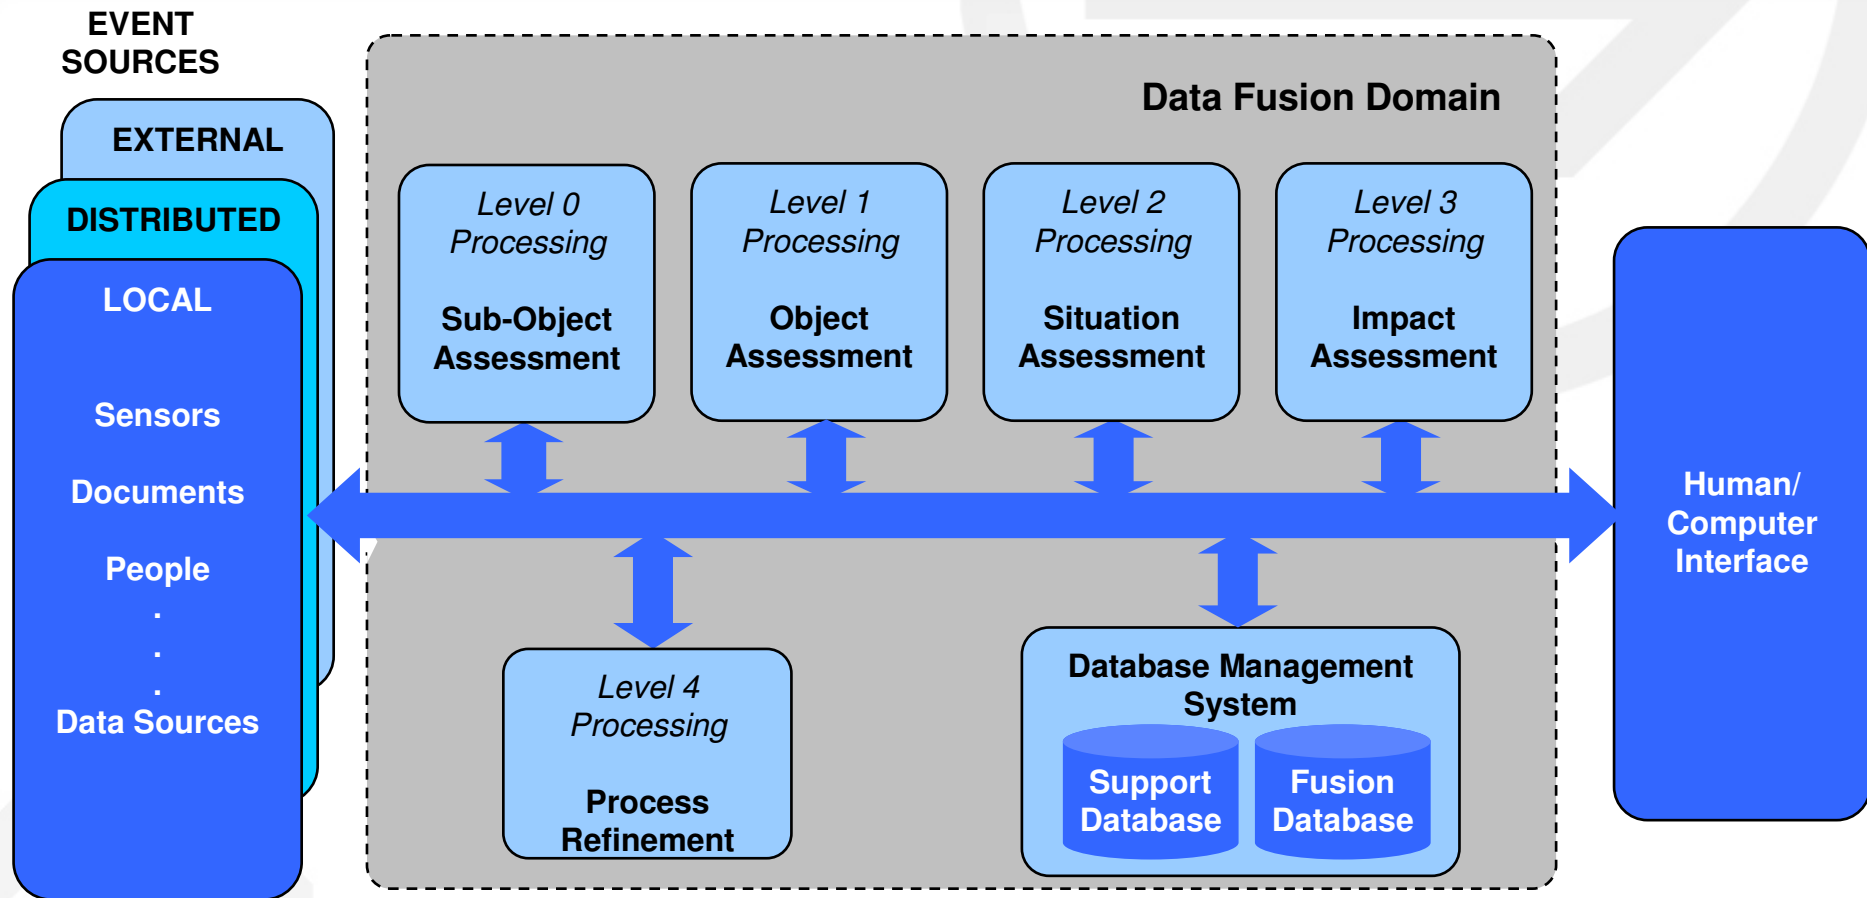 EVENT
SOURCES
EXTERNAL
DISTRIBUTED
LOCAL
Sensors
Documents
People
.
.
.
Data Sources
Data Fusion Domain
Level 0
Processing
Sub-Object
Assessment
Level 1
Processing
Object
Assessment
Level 2
Processing
Situation
Assessment
Level 3
Processing
Impact
Assessment
Level 4
Processing
Process
Refinement
Database Management
System
Support
Database
Fusion
Database
Human/
Computer
Interface